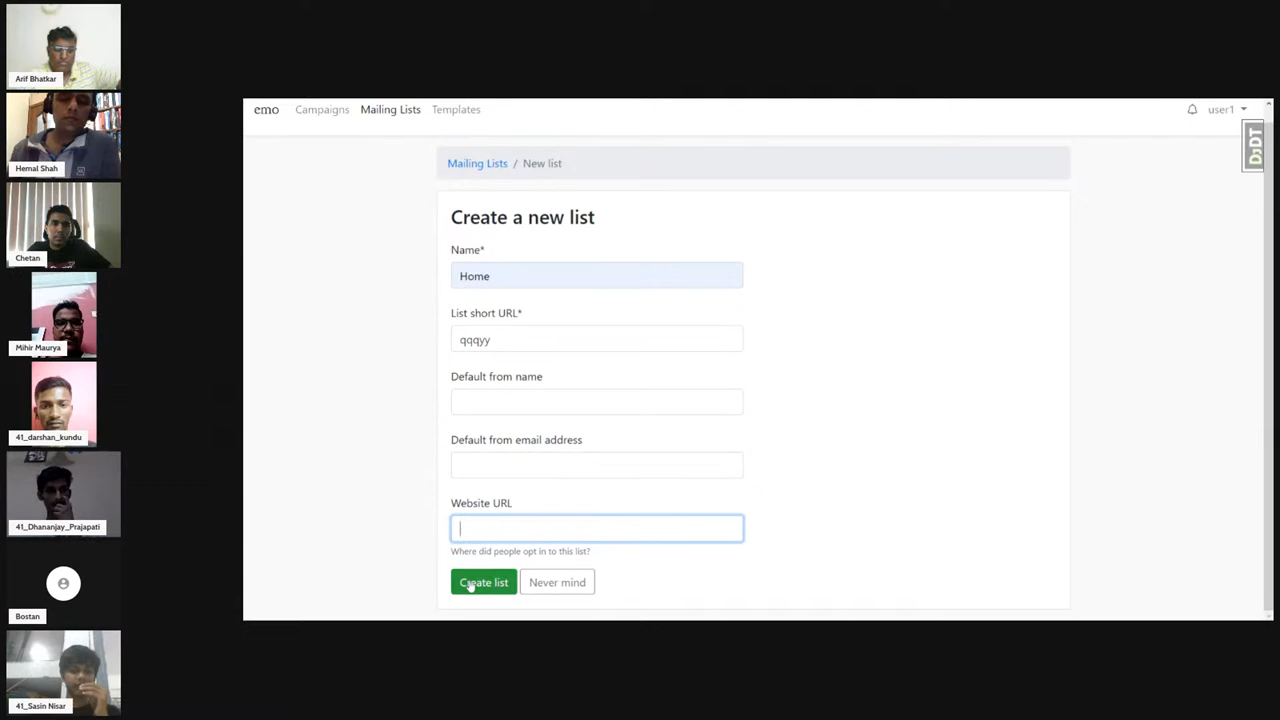 Arif Bhatkar
Hemal Shah
Chetan
Mihir Maurya
41_darshan_kundu
41_Dhananjay_Prajapati
Bostan
41_Sasin Nisar
emo Campaigns Mailing Lists Templates user1
DJDT
Mailing Lists / New list
Create a new list
Name*
Home
List short URL*
qqqyy
Default from name
Default from email address
Website URL
Where did people opt in to this list?
Create list Never mind